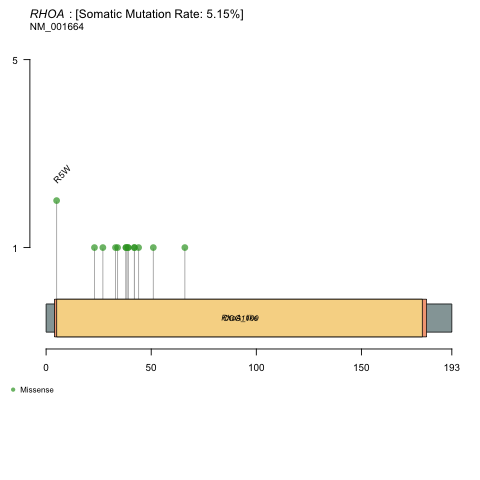 RHOA : [Somatic Mutation Rate: 5.15%]
NM_001664
5
R5W
1
0 50 100 150 193
Missense